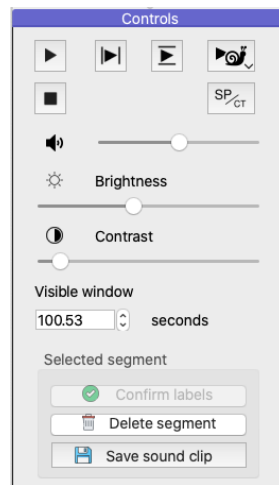 Controls
SP/CT
Brightness
Contrast
Visible window
100.53 seconds
Selected segment
Confirm labels
Delete segment
Save sound clip